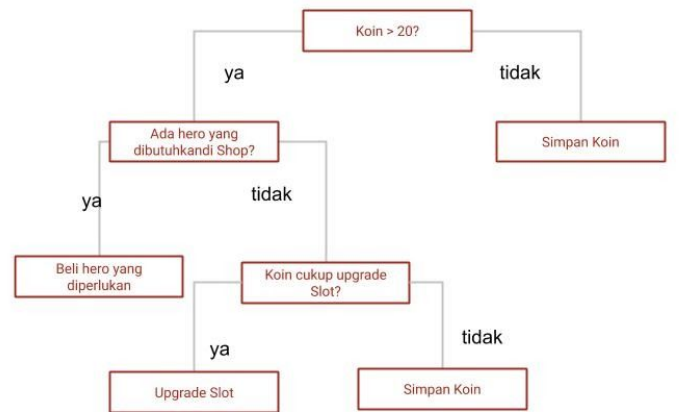 Koin > 20?
ya
tidak
Ada hero yang
dibutuhkandi Shop?
Simpan Koin
ya
tidak
Beli hero yang
diperlukan
Koin cukup upgrade
Slot?
ya
tidak
Upgrade Slot
Simpan Koin